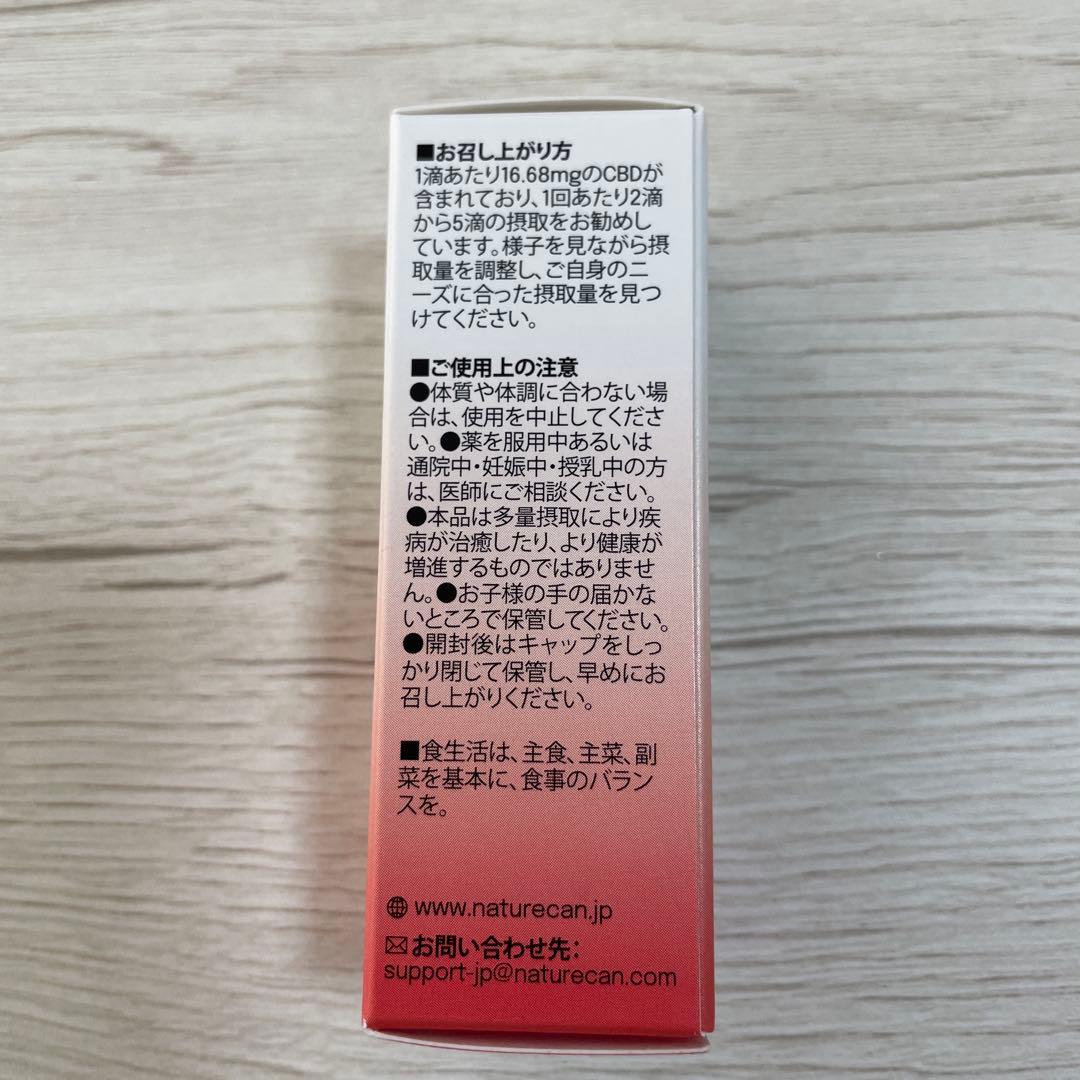 ■お召し上がり方
1滴あたり16.68mgのCBDが
含まれており、1回あたり2滴
から5滴の摂取をお勧めし
ています。様子を見ながら摂
取量を調整し、ご自身のニ
ーズに合った摂取量を見つ
けてください。
■ご使用上の注意
●体質や体調に合わない場
合は、使用を中止してくださ
い。●薬を服用中あるいは
通院中・妊娠中・授乳中の方
は、医師にご相談ください。
●本品は多量摂取により疾
病が治癒したり、より健康が
増進するものではありませ
ん。●お子様の手の届かな
いところで保管してください。
●開封後はキャップをしっ
かり閉じて保管し、早めにお
召し上がりください。
■食生活は、主食、主菜、副
菜を基本に、食事のバラン
スを。
www.naturecan.jp
お問い合わせ先：
support-jp@naturecan.com